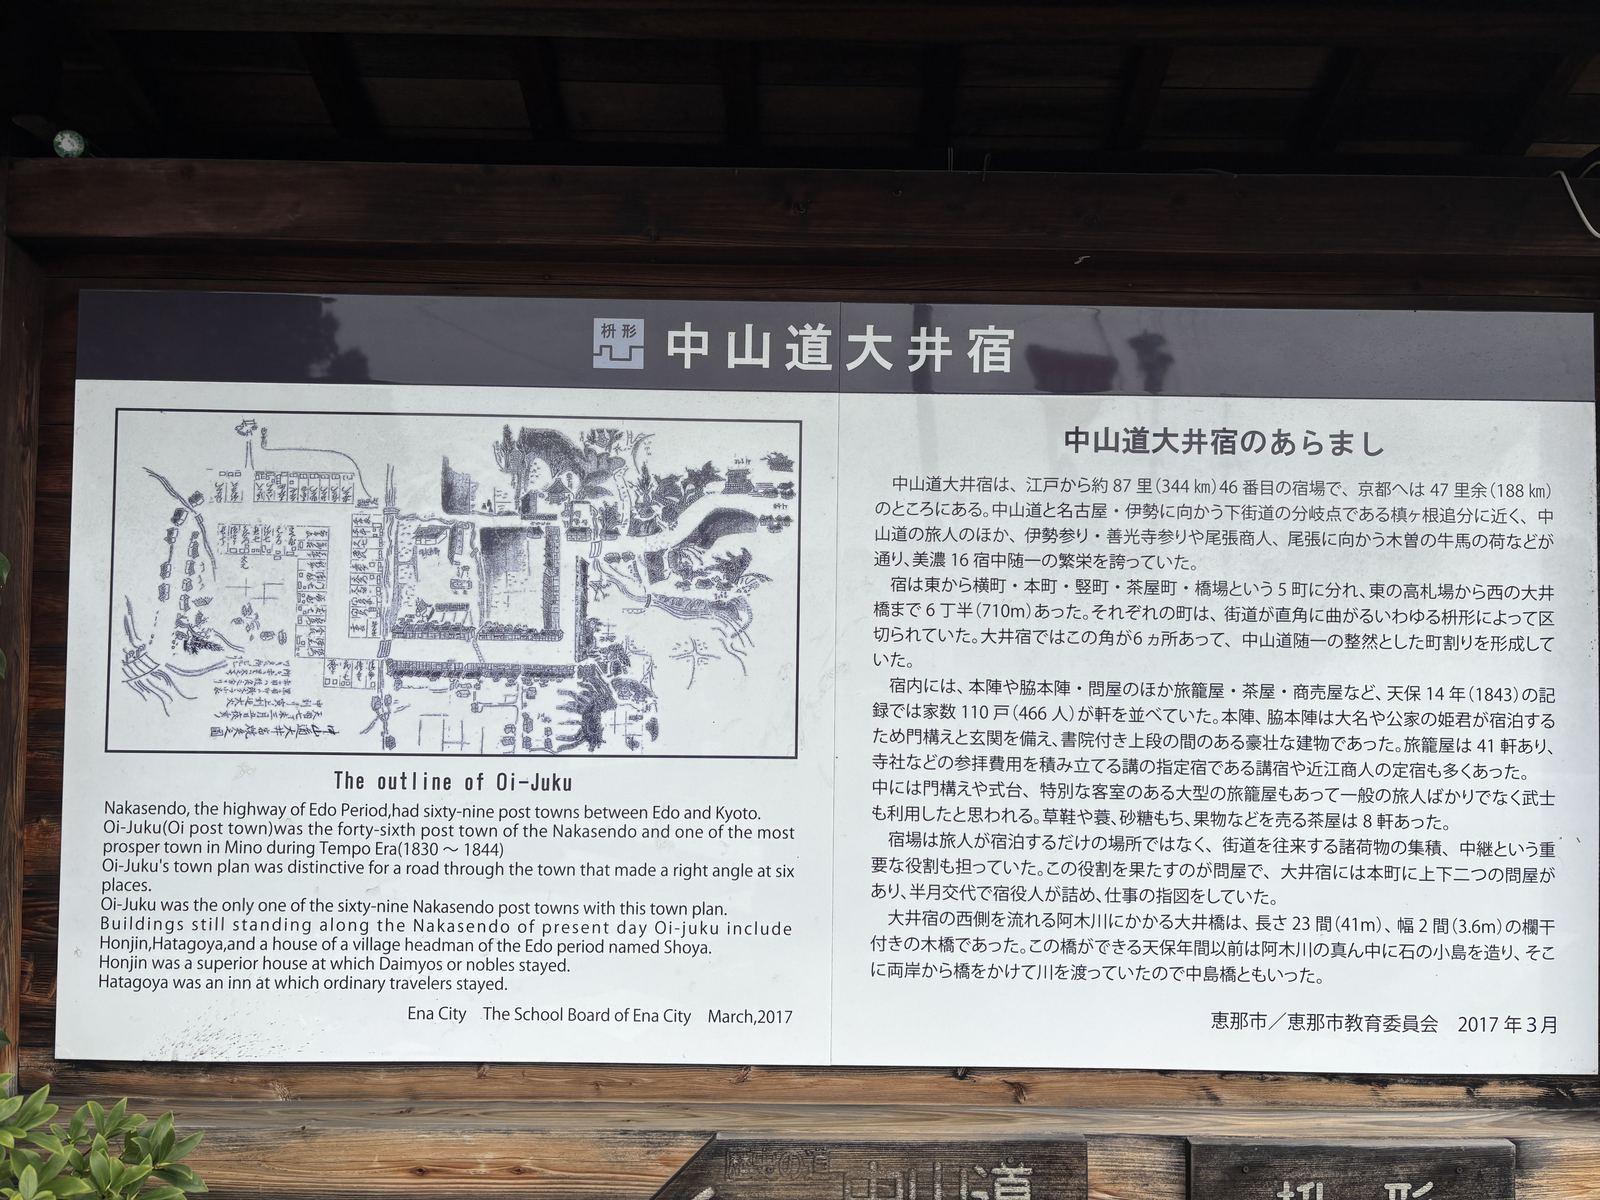 枡形
中山道大井宿
The outline of Oi-Juku
Nakasendo, the highway of Edo Period,had sixty-nine post towns between Edo and Kyoto.
Oi-Juku(Oi post town)was the forty-sixth post town of the Nakasendo and one of the most
prosper town in Mino during Tempo Era(1830 ～ 1844)
Oi-Juku's town plan was distinctive for a road through the town that made a right angle at six
places.
Oi-Juku was the only one of the sixty-nine Nakasendo post towns with this town plan.
Buildings still standing along the Nakasendo of present day Oi-juku include
Honjin,Hatagoya,and a house of a village headman of the Edo period named Shoya.
Honjin was a superior house at which Daimyos or nobles stayed.
Hatagoya was an inn at which ordinary travelers stayed.
Ena City　The School Board of Ena City　March,2017
中山道大井宿のあらまし
中山道大井宿は、江戸から約 87 里(344 ㎞)46 番目の宿場で、京都へは 47 里余(188 ㎞)
のところにある。中山道と名古屋・伊勢に向かう下街道の分岐点である槙ヶ根追分に近く、中
山道の旅人のほか、伊勢参り・善光寺参りや尾張商人、尾張に向かう木曽の牛馬の荷などが
通り、美濃 16 宿中随一の繁栄を誇っていた。
宿は東から横町・本町・竪町・茶屋町・橋場という 5 町に分れ、東の高札場から西の大井
橋まで 6 丁半(710m)あった。それぞれの町は、街道が直角に曲がるいわゆる枡形によって区
切られていた。大井宿ではこの角が6 ヵ所あって、中山道随一の整然とした町割りを形成して
いた。
宿内には、本陣や脇本陣・問屋のほか旅籠屋・茶屋・商売屋など、天保 14 年(1843)の記
録では家数 110 戸(466 人)が軒を並べていた。本陣、脇本陣は大名や公家の姫君が宿泊する
ため門構えと玄関を備え、書院付き上段の間のある豪壮な建物であった。旅籠屋は 41 軒あり、
寺社などの参拝費用を積み立てる講の指定宿である講宿や近江商人の定宿も多くあった。
中には門構えや式台、特別な客室のある大型の旅籠屋もあって一般の旅人ばかりでなく武士
も利用したと思われる。草鞋や蓑、砂糖もち、果物などを売る茶屋は 8 軒あった。
宿場は旅人が宿泊するだけの場所ではなく、街道を往来する諸荷物の集積、中継という重
要な役割も担っていた。この役割を果たすのが問屋で、大井宿には本町に上下二つの問屋が
あり、半月交代で宿役人が詰め、仕事の指図をしていた。
大井宿の西側を流れる阿木川にかかる大井橋は、長さ 23 間(41m)、幅 2 間(3.6m)の欄干
付きの木橋であった。この橋ができる天保年間以前は阿木川の真ん中に石の小島を造り、そこ
に両岸から橋をかけて川を渡っていたので中島橋ともいった。
恵那市／恵那市教育委員会　2017 年 3 月
歴史の道
中山道
枡形